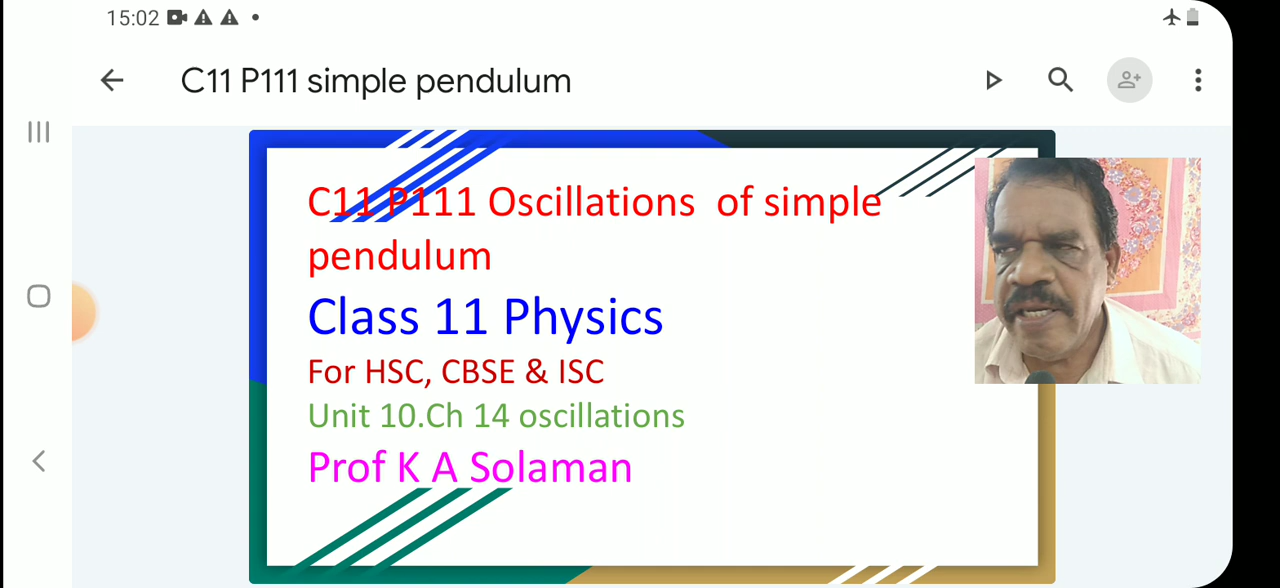 15:02
C11 P111 simple pendulum
C11 P111 Oscillations of simple
pendulum
Class 11 Physics
For HSC, CBSE & ISC
Unit 10.Ch 14 oscillations
Prof K A Solaman